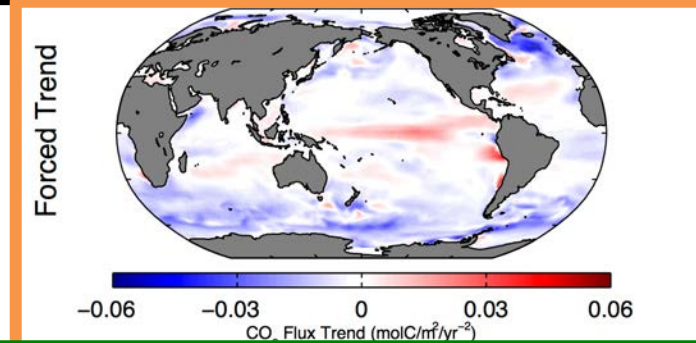 Forced Trend
−0.06 −0.03 0 0.03 0.06
CO₂ Flux Trend (molC/m²/yr⁻²)